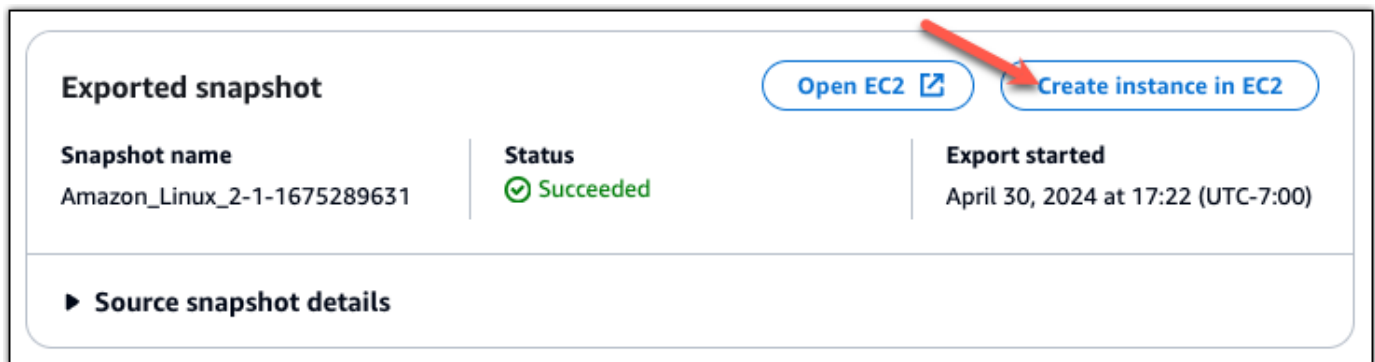 Exported snapshot
Open EC2
Create instance in EC2
Snapshot name
Amazon_Linux_2-1-1675289631
Status
Succeeded
Export started
April 30, 2024 at 17:22 (UTC-7:00)
Source snapshot details